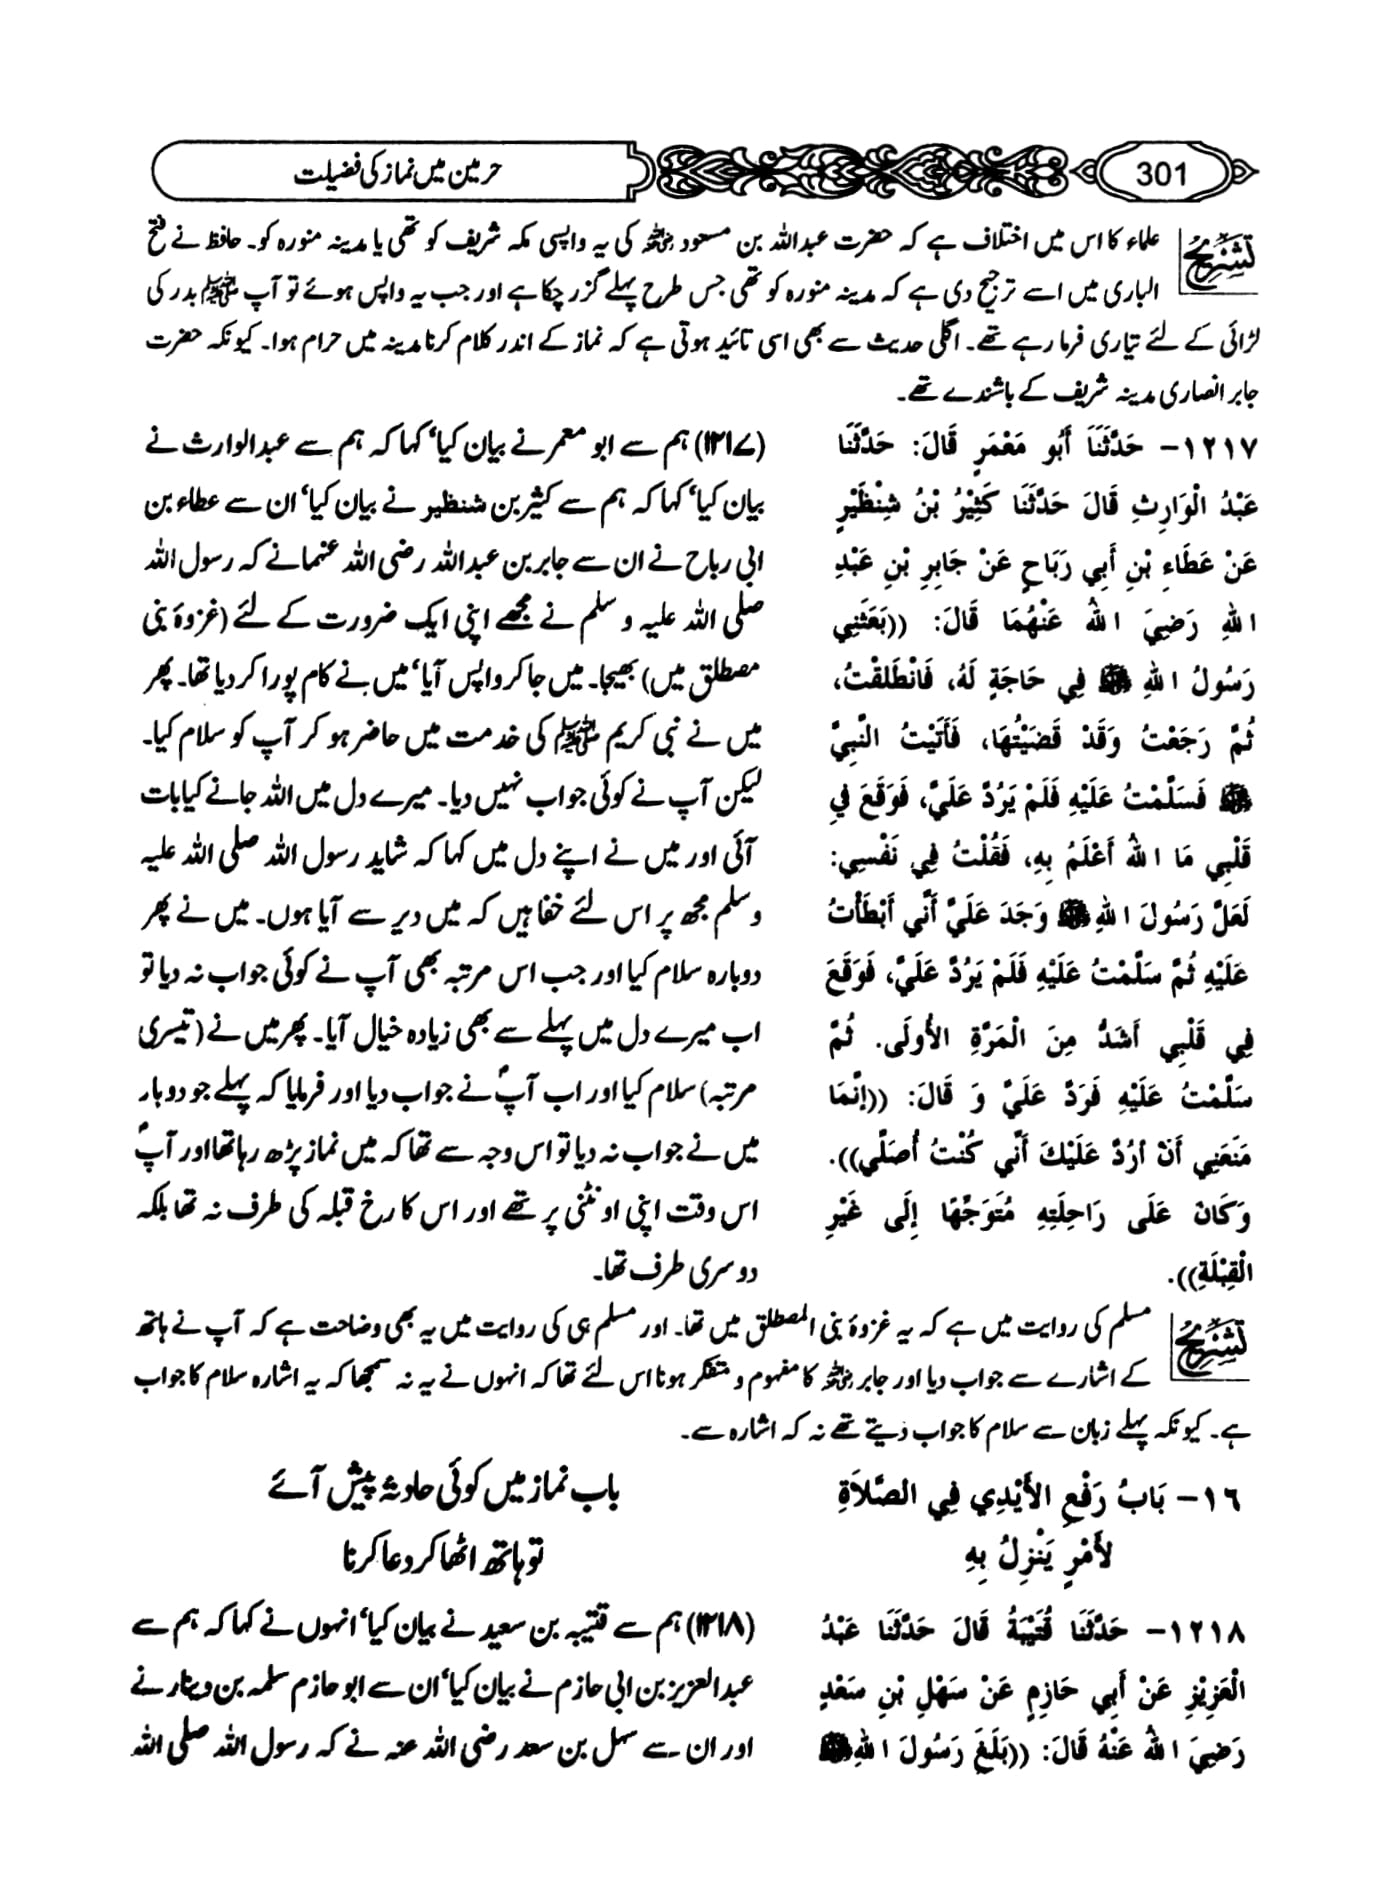 301
حرمین میں نماز کی فضیلت
تشریح
علماء کا اس میں اختلاف ہے کہ حضرت عبداللہ بن مسعود رضی اللہ عنہ کی یہ واپسی مکہ شریف کو تھی یا مدینہ منورہ کو۔ حافظ نے فتح
الباری میں اسے ترجیح دی ہے کہ مدینہ منورہ کو تھی جس طرح پہلے گزر چکا ہے اور جب یہ واپس ہوئے تو آپ ﷺ بدر کی
لڑائی کے لئے تیاری فرما رہے تھے۔ اگلی حدیث سے بھی اسی تائید ہوتی ہے کہ نماز کے اندر کلام کرنا مدینہ میں حرام ہوا۔ کیونکہ حضرت
جابر انصاری مدینہ شریف کے باشندے تھے۔
١٢١٧- حَدَّثَنَا أَبُو مَعْمَرٍ قَالَ: حَدَّثَنَا
عَبْدُ الْوَارِثِ قَالَ حَدَّثَنَا كَثِيْرُ بْنُ شِنْظَيْرٍ
عَنْ عَطَاءِ بْنِ أَبِي رَبَاحٍ عَنْ جَابِرِ بْنِ عَبْدِ
اللهِ رَضِيَ اللهُ عَنْهُمَا قَالَ: ((بَعَثَنِي
رَسُولُ اللهِ ﷺ فِي حَاجَةٍ لَهُ، فَانْطَلَقْتُ،
ثُمَّ رَجَعْتُ وَقَدْ قَضَيْتُهَا، فَأَتَيْتُ النَّبِيَّ
ﷺ فَسَلَّمْتُ عَلَيْهِ فَلَمْ يَرُدَّ عَلَيَّ، فَوَقَعَ فِي
قَلْبِي مَا اللهُ أَعْلَمُ بِهِ، فَقُلْتُ فِي نَفْسِي:
لَعَلَّ رَسُولَ اللهِ ﷺ وَجَدَ عَلَيَّ أَنِّي أَبْطَأْتُ
عَلَيْهِ ثُمَّ سَلَّمْتُ عَلَيْهِ فَلَمْ يَرُدَّ عَلَيَّ، فَوَقَعَ
فِي قَلْبِي أَشَدُّ مِنَ الْمَرَّةِ الأُولَى. ثُمَّ
سَلَّمْتُ عَلَيْهِ فَرَدَّ عَلَيَّ وَ قَالَ: ((إِنَّمَا
مَنَعَنِي أَنْ أَرُدَّ عَلَيْكَ أَنِّي كُنْتُ أُصَلِّي)).
وَكَانَ عَلَى رَاحِلَتِهِ مُتَوَجِّهًا إِلَى غَيْرِ
الْقِبْلَةِ)).
(۱۲۱۷) ہم سے ابو معمر نے بیان کیا‘ کہا کہ ہم سے عبدالوارث نے
بیان کیا‘ کہا کہ ہم سے کثیر بن شنظیر نے بیان کیا‘ ان سے عطاء بن
ابی رباح نے ان سے جابر بن عبداللہ رضی اللہ عنہما نے کہ رسول اللہ
صلی اللہ علیہ و سلم نے مجھے اپنی ایک ضرورت کے لئے (غزوۂ بنی
مصطلق میں) بھیجا۔ میں جا کر واپس آیا‘ میں نے کام پورا کر دیا تھا۔ پھر
میں نے نبی کریم ﷺ کی خدمت میں حاضر ہو کر آپ کو سلام کیا۔
لیکن آپ نے کوئی جواب نہیں دیا۔ میرے دل میں اللہ جانے کیا بات
آئی اور میں نے اپنے دل میں کہا کہ شاید رسول اللہ صلی اللہ علیہ
و سلم مجھ پر اس لئے خفا ہیں کہ میں دیر سے آیا ہوں۔ میں نے پھر
دوبارہ سلام کیا اور جب اس مرتبہ بھی آپ نے کوئی جواب نہ دیا تو
اب میرے دل میں پہلے سے بھی زیادہ خیال آیا۔ پھر میں نے (تیسری
مرتبہ) سلام کیا اور اب آپؐ نے جواب دیا اور فرمایا کہ پہلے جو دو بار
میں نے جواب نہ دیا تو اس وجہ سے تھا کہ میں نماز پڑھ رہا تھا اور آپؐ
اس وقت اپنی اونٹنی پر تھے اور اس کا رخ قبلہ کی طرف نہ تھا بلکہ
دوسری طرف تھا۔
تشریح
مسلم کی روایت میں ہے کہ یہ غزوۂ بنی المصطلق میں تھا۔ اور مسلم ہی کی روایت میں یہ بھی وضاحت ہے کہ آپ نے ہاتھ
کے اشارے سے جواب دیا اور جابر رضی اللہ عنہ کا مغموم و متفکر ہونا اس لئے تھا کہ انہوں نے یہ نہ سمجھا کہ یہ اشارہ سلام کا جواب
ہے۔ کیونکہ پہلے زبان سے سلام کا جواب دیتے تھے نہ کہ اشارہ سے۔
١٦- بَابُ رَفْعِ الأَيْدِي فِي الصَّلاَةِ
لأَمْرٍ يَنْزِلُ بِهِ
باب نماز میں کوئی حادثہ پیش آئے
تو ہاتھ اٹھا کر دعا کرنا
١٢١٨- حَدَّثَنَا قُتَيْبَةُ قَالَ حَدَّثَنَا عَبْدُ
الْعَزِيْزِ عَنْ أَبِي حَازِمٍ عَنْ سَهْلِ بْنِ سَعْدٍ
رَضِيَ اللهُ عَنْهُ قَالَ: ((بَلَغَ رَسُولَ اللهِ ﷺ
(۱۲۱۸) ہم سے قتیبہ بن سعید نے بیان کیا‘ انہوں نے کہا کہ ہم سے
عبدالعزیز بن ابی حازم نے بیان کیا‘ ان سے ابو حازم سلمہ بن دینار نے
اور ان سے سہل بن سعد رضی اللہ عنہ نے کہ رسول اللہ صلی اللہ